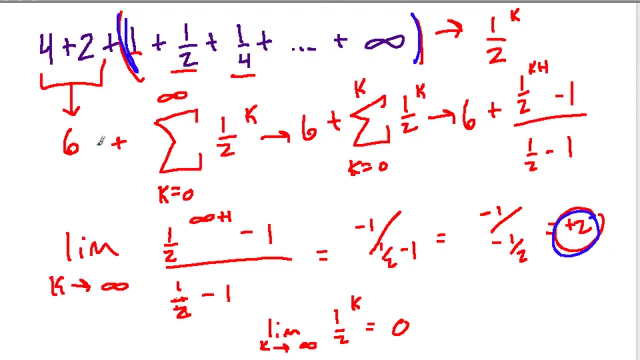 4 + 2 + (1 + 1/2 + 1/4 + ... + ∞) → 1/2^K
6 + ∑_{K=0}^{∞} 1/2^K → 6 + ∑_{K=0}^{K} 1/2^K → 6 + (1/2^{K+1} - 1)/(1/2 - 1)
lim_{K→∞} (1/2^{∞+1} - 1)/(1/2 - 1) = -1/(1/2 - 1) = -1/(-1/2) = +2
lim_{K→∞} 1/2^K = 0